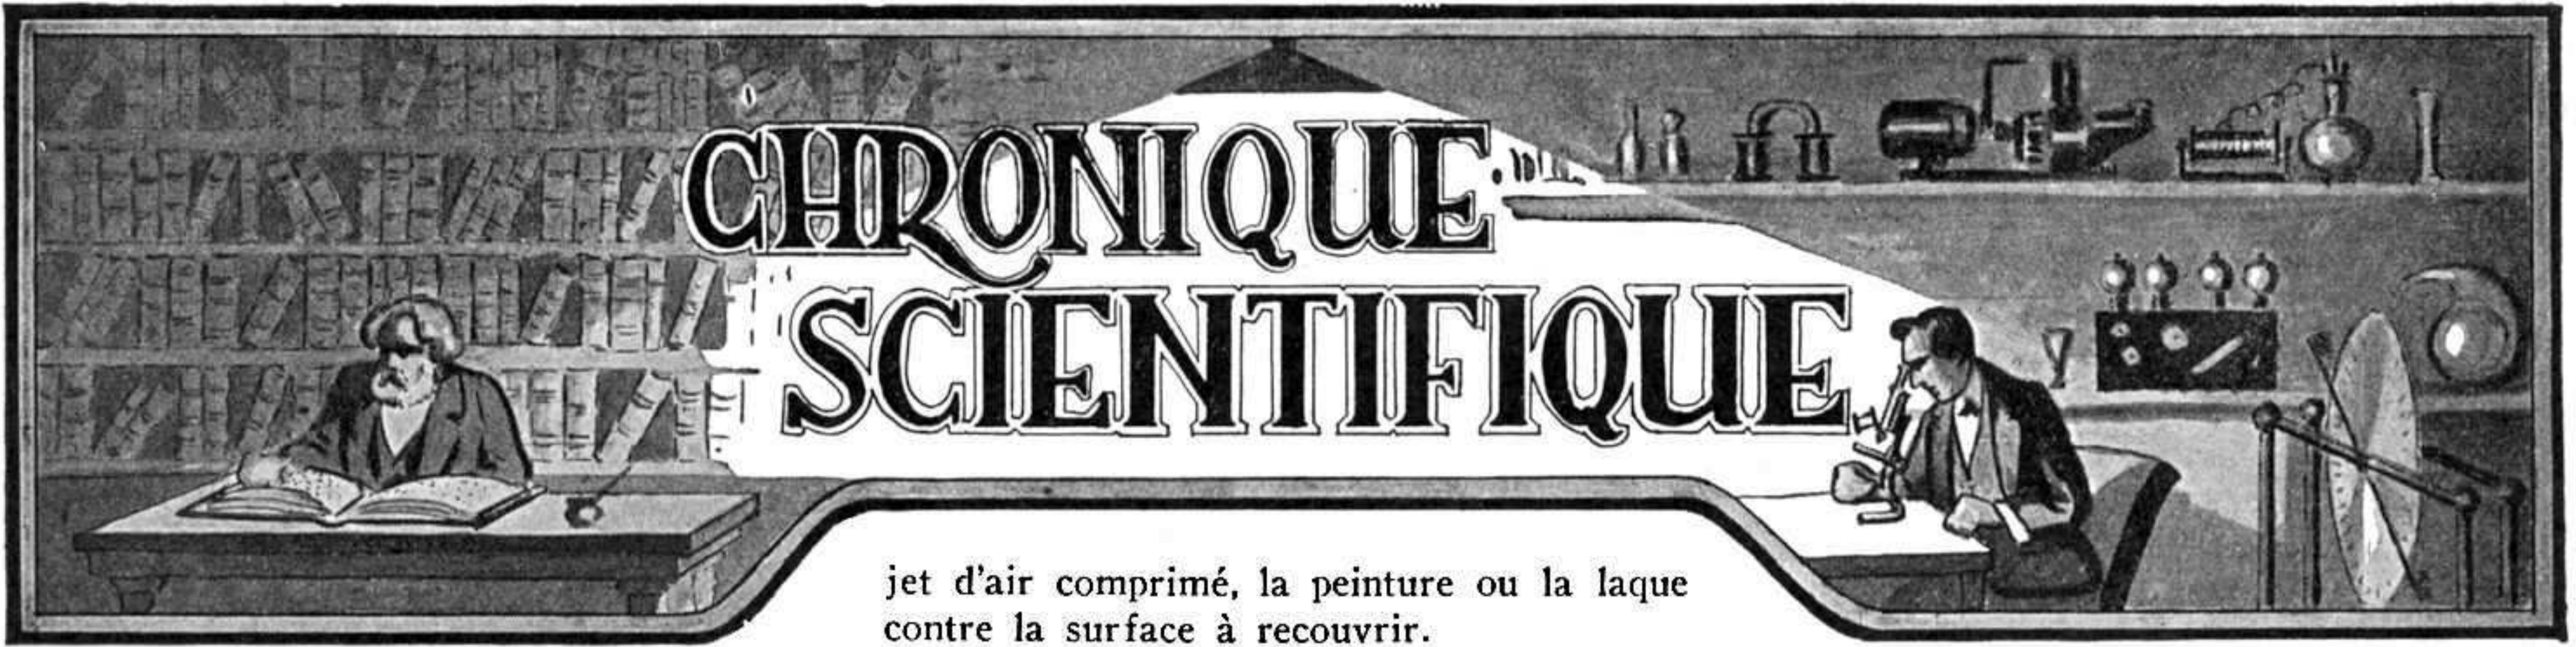 CHRONIQUE
SCIENTIFIQUE
jet d'air comprimé, la peinture ou la laque
contre la surface à recouvrir.